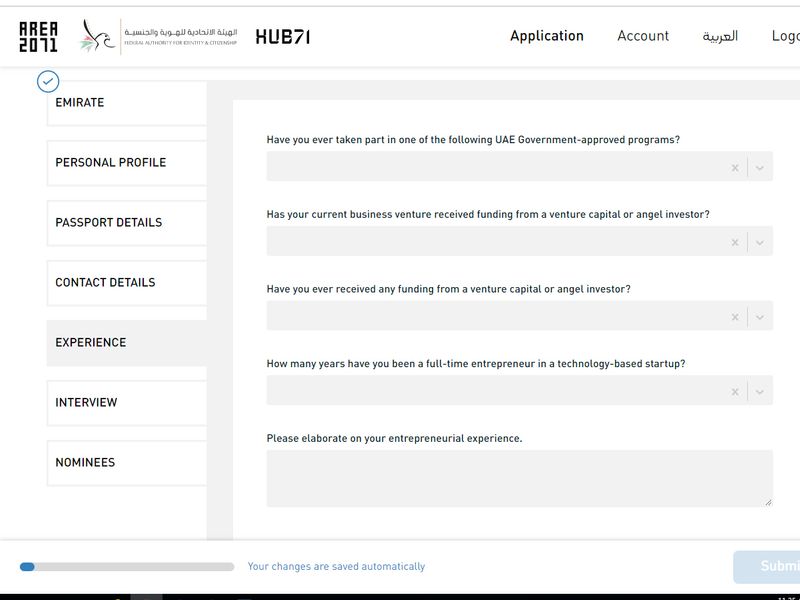 AREA
2071
الهيئة الاتحادية للهوية والجنسية
FEDERAL AUTHORITY FOR IDENTITY & CITIZENSHIP
HUB71
Application
Account
العربية
EMIRATE
PERSONAL PROFILE
PASSPORT DETAILS
CONTACT DETAILS
EXPERIENCE
INTERVIEW
NOMINEES
Have you ever taken part in one of the following UAE Government-approved programs?
x
Has your current business venture received funding from a venture capital or angel investor?
x
Have you ever received any funding from a venture capital or angel investor?
x
How many years have you been a full-time entrepreneur in a technology-based startup?
x
Please elaborate on your entrepreneurial experience.
Your changes are saved automatically